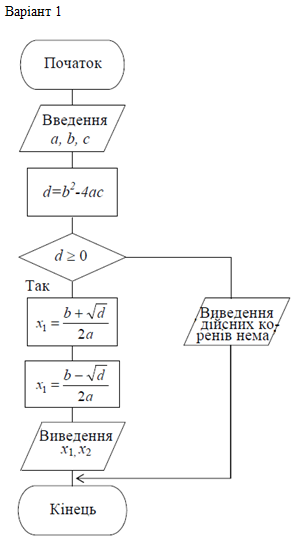 Варіант 1
Початок
Введення
a, b, c
d=b²-4ac
d ≥ 0
Так
x₁ = (b + √d) / 2a
Виведення
дійсних ко-
ренів нема
x₁ = (b − √d) / 2a
Виведення
x₁, x₂
Кінець